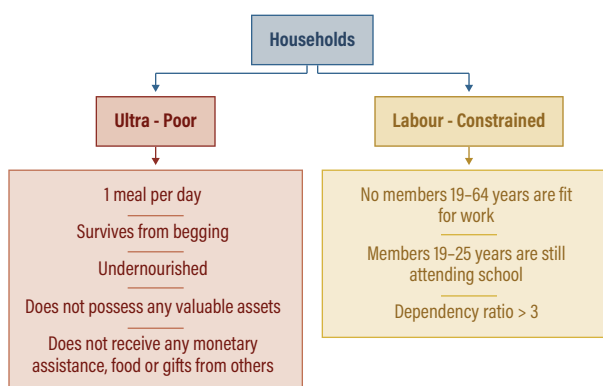 Households
Ultra - Poor
1 meal per day
Survives from begging
Undernourished
Does not possess any valuable assets
Does not receive any monetary
assistance, food or gifts from others
Labour - Constrained
No members 19–64 years are fit
for work
Members 19–25 years are still
attending school
Dependency ratio > 3